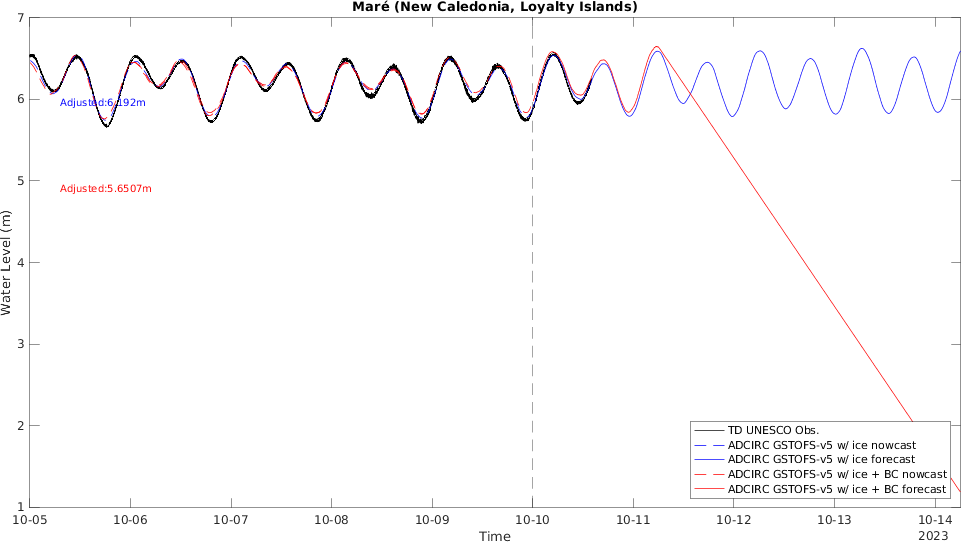 Maré (New Caledonia, Loyalty Islands)
7
6
5
4
3
2
1
Water Level (m)
Adjusted:6.192m
Adjusted:5.6507m
TD UNESCO Obs.
ADCIRC GSTOFS-v5 w/ ice nowcast
ADCIRC GSTOFS-v5 w/ ice forecast
ADCIRC GSTOFS-v5 w/ ice + BC nowcast
ADCIRC GSTOFS-v5 w/ ice + BC forecast
10-05 10-06 10-07 10-08 10-09 10-10 10-11 10-12 10-13 10-14
2023
Time